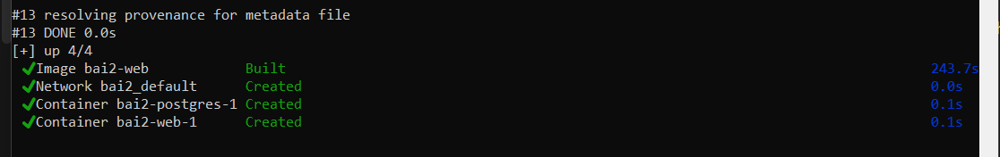 #13 resolving provenance for metadata file
#13 DONE 0.0s
[+] up 4/4
✔Image bai2-web Built 243.7s
✔Network bai2_default Created 0.0s
✔Container bai2-postgres-1 Created 0.1s
✔Container bai2-web-1 Created 0.1s